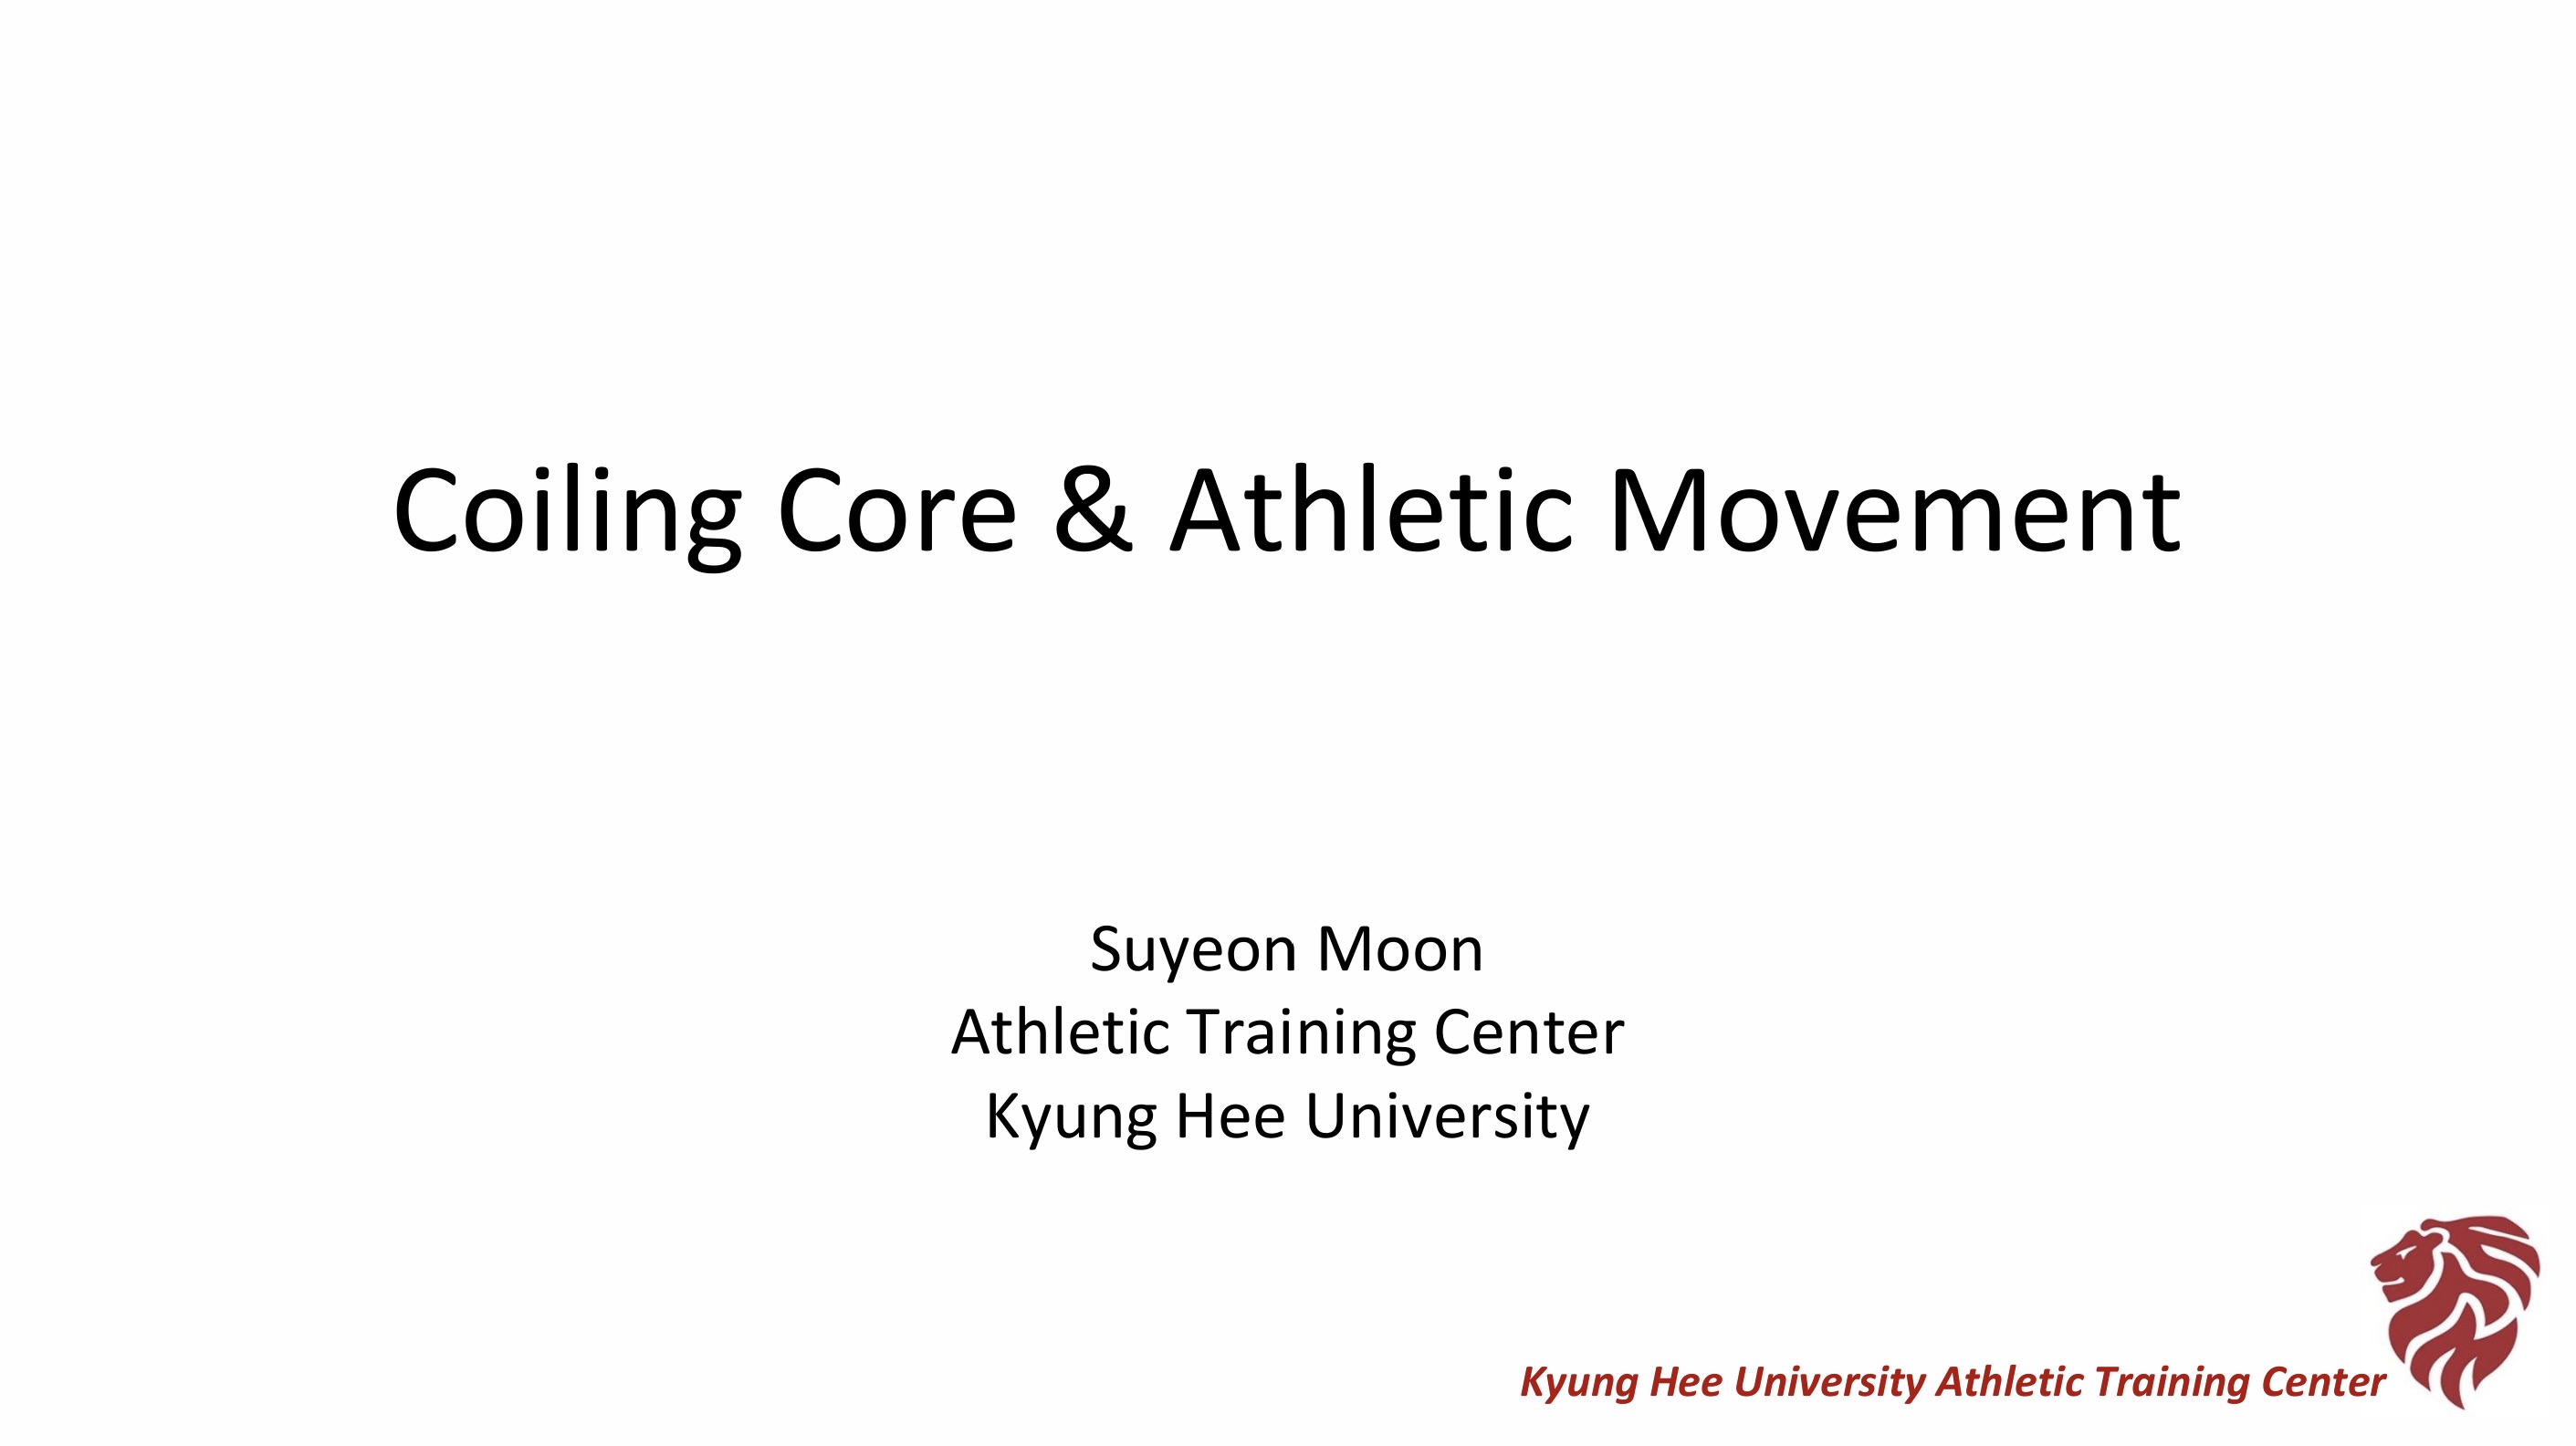 Coiling Core & Athletic Movement
Suyeon Moon
Athletic Training Center
Kyung Hee University
Kyung Hee University Athletic Training Center